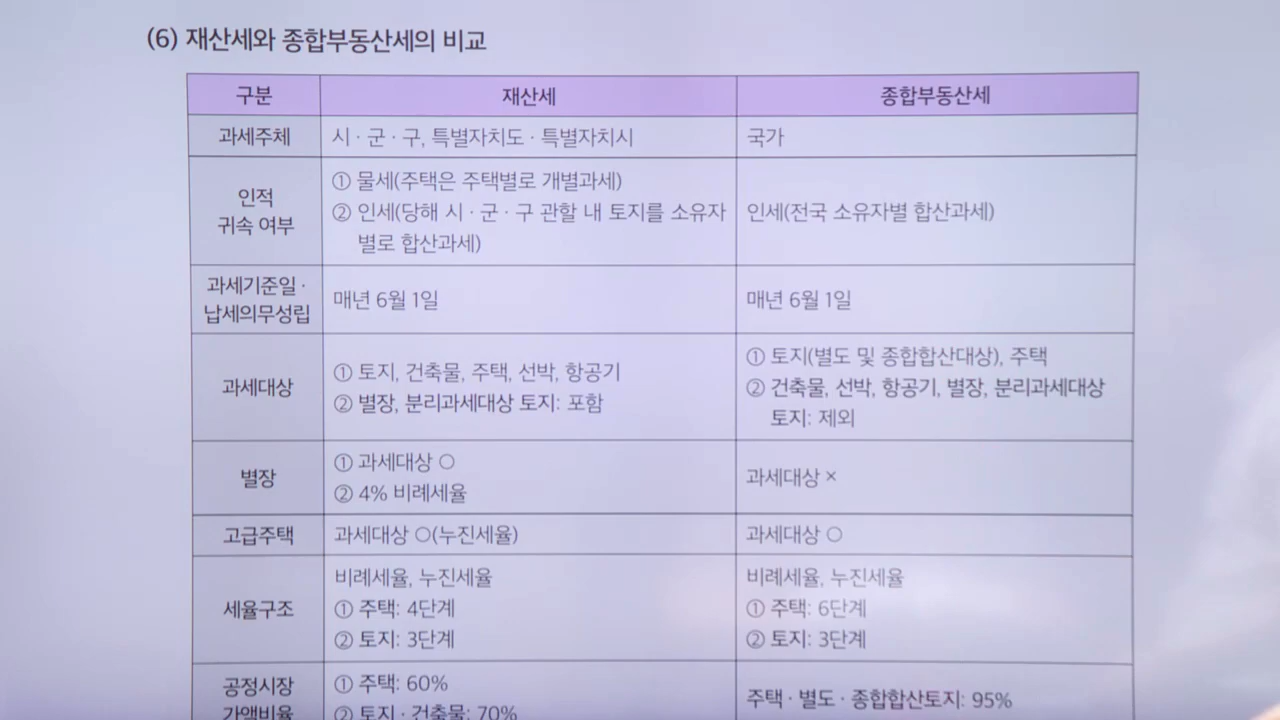 (6) 재산세와 종합부동산세의 비교
구분 재산세 종합부동산세
과세주체 시·군·구, 특별자치도·특별자치시 국가
인적
귀속 여부
① 물세(주택은 주택별로 개별과세)
② 인세(당해 시·군·구 관할 내 토지를 소유자
별로 합산과세)
인세(전국 소유자별 합산과세)
과세기준일·
납세의무성립
매년 6월 1일
매년 6월 1일
과세대상
① 토지, 건축물, 주택, 선박, 항공기
② 별장, 분리과세대상 토지: 포함
① 토지(별도 및 종합합산대상), 주택
② 건축물, 선박, 항공기, 별장, 분리과세대상
토지: 제외
별장
① 과세대상 ○
② 4% 비례세율
과세대상 ×
고급주택 과세대상 ○(누진세율) 과세대상 ○
세율구조
비례세율, 누진세율
① 주택: 4단계
② 토지: 3단계
비례세율, 누진세율
① 주택: 6단계
② 토지: 3단계
공정시장
가액비율
① 주택: 60%
② 토지·건축물: 70%
주택·별도·종합합산토지: 95%